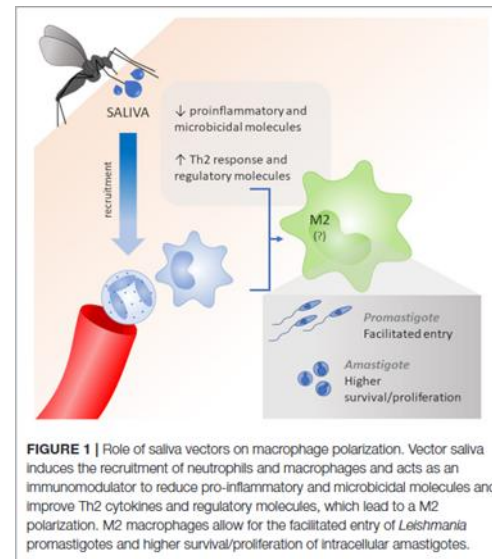 SALIVA
↓ proinflammatory and
microbicidal molecules
↑ Th2 response and
regulatory molecules
recruitment
M2
(?)
Promastigote
Facilitated entry
Amastigote
Higher
survival/proliferation
FIGURE 1 | Role of saliva vectors on macrophage polarization. Vector saliva
induces the recruitment of neutrophils and macrophages and acts as an
immunomodulator to reduce pro-inflammatory and microbicidal molecules and
improve Th2 cytokines and regulatory molecules, which lead to a M2
polarization. M2 macrophages allow for the facilitated entry of Leishmania
promastigotes and higher survival/proliferation of intracellular amastigotes.